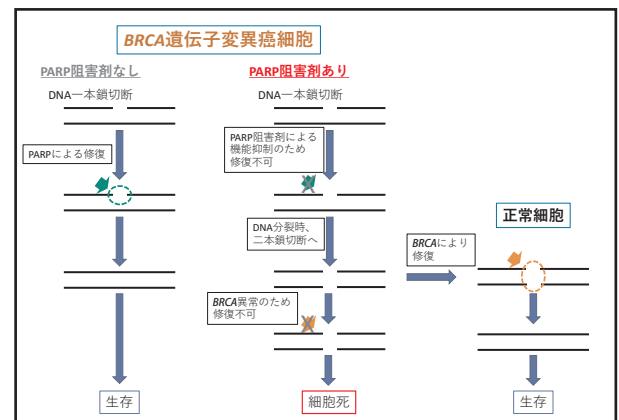 BRCA遺伝子変異癌細胞
PARP阻害剤なし
DNA一本鎖切断
PARPによる修復
生存
PARP阻害剤あり
DNA一本鎖切断
PARP阻害剤による
機能抑制のため
修復不可
DNA分裂時、
二本鎖切断へ
BRCA異常のため
修復不可
細胞死
正常細胞
BRCAにより
修復
生存